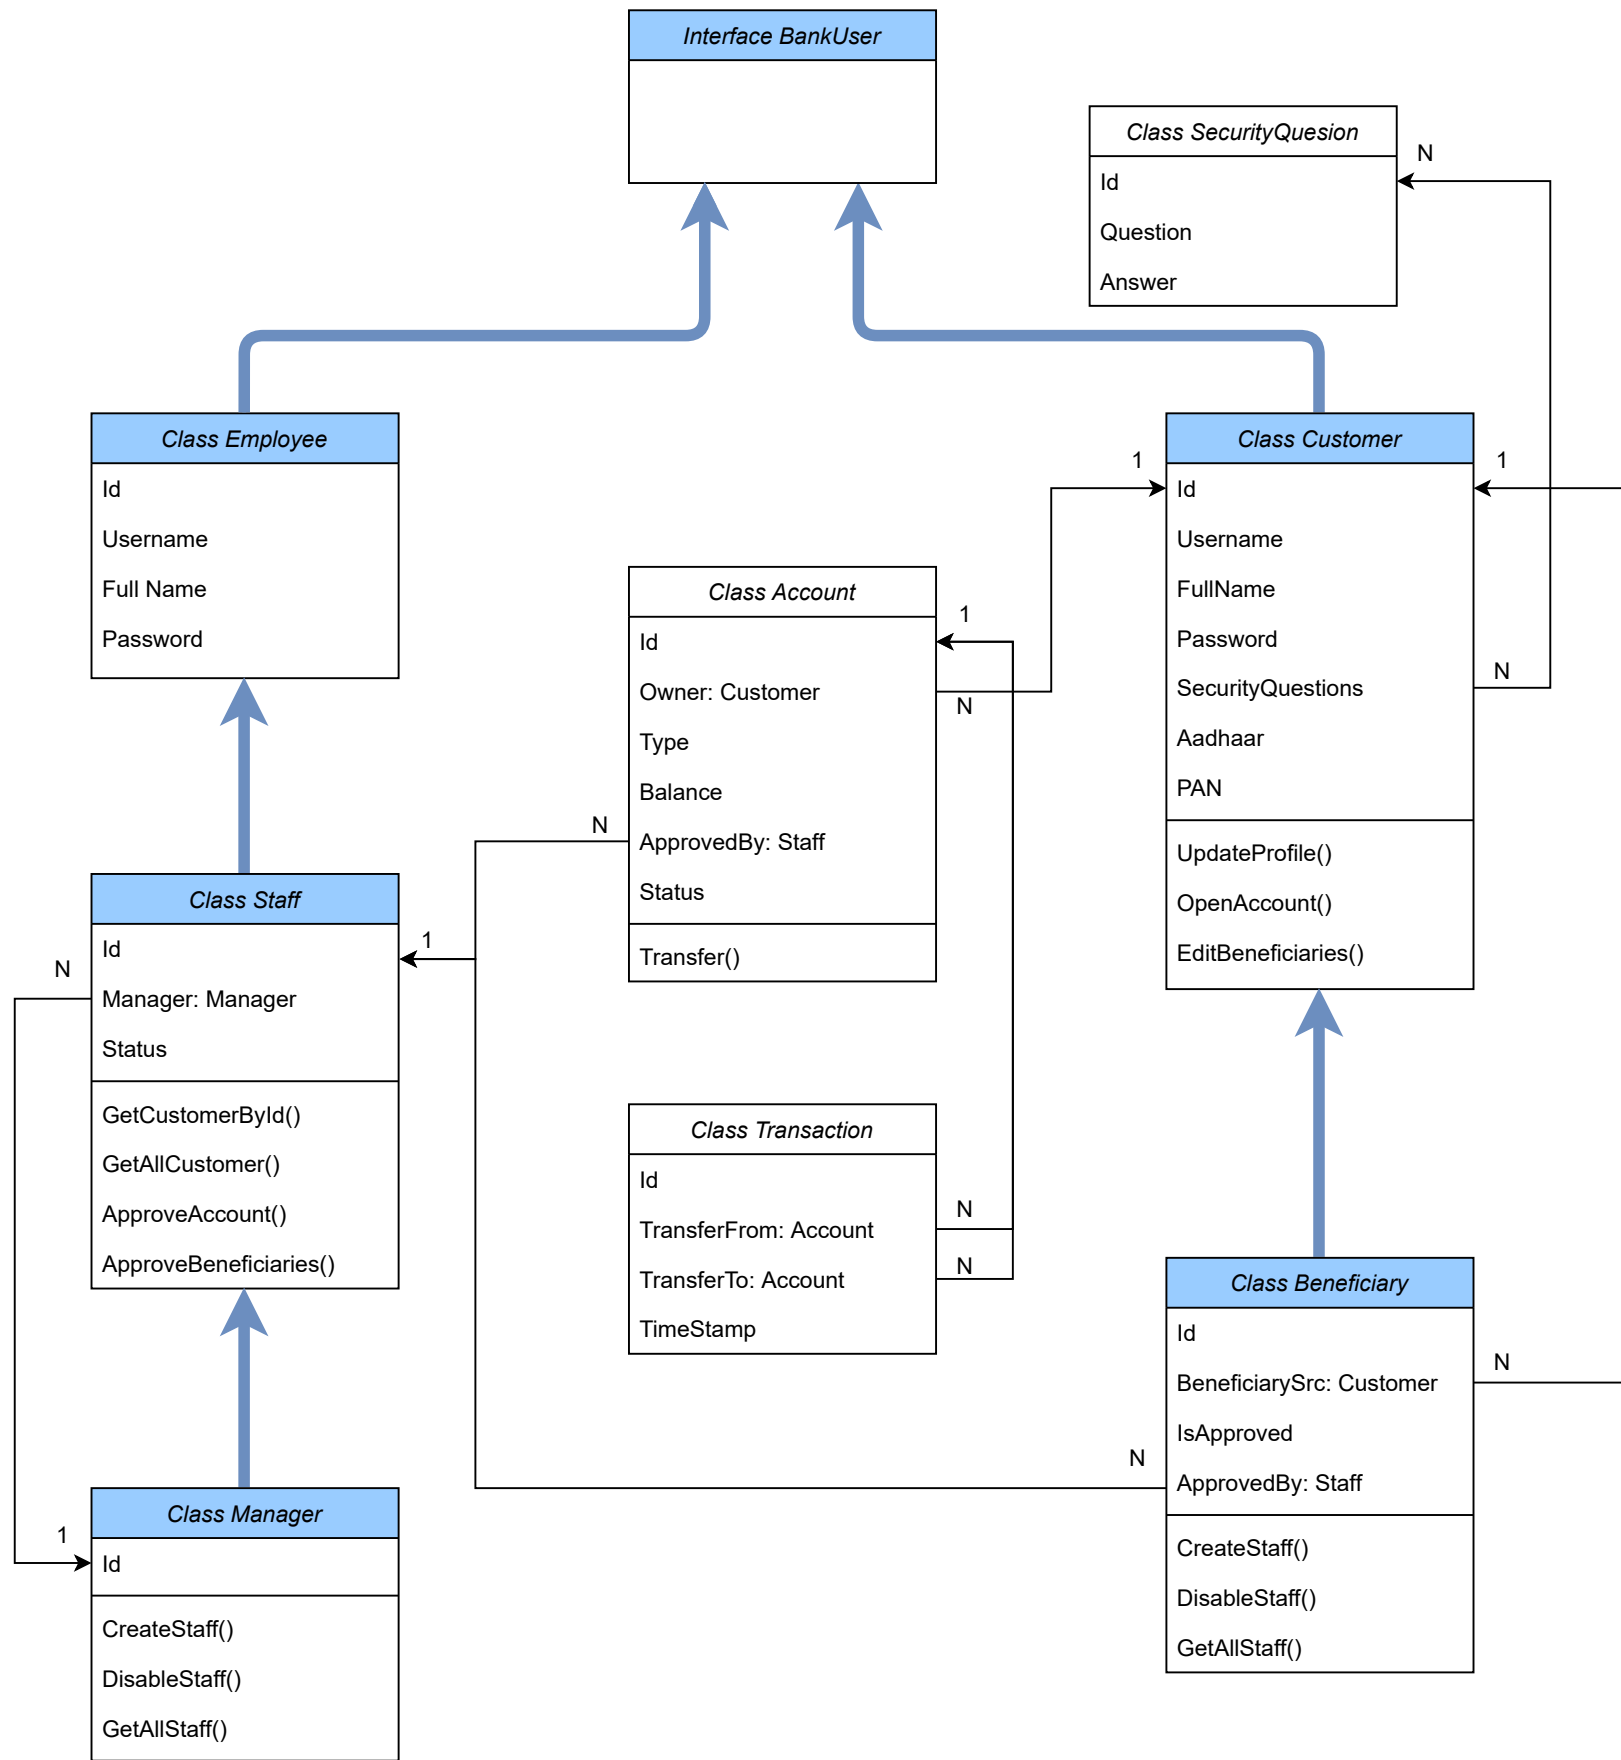 Interface BankUser
Class SecurityQuesion
N
Id
Question
Answer
Class Employee
Id
Username
Full Name
Password
Class Customer
1
1
Id
Username
FullName
Password
SecurityQuestions
N
Aadhaar
PAN
UpdateProfile()
OpenAccount()
EditBeneficiaries()
Class Account
1
Id
Owner: Customer
N
Type
Balance
N
ApprovedBy: Staff
Status
Transfer()
Class Staff
1
Id
N
Manager: Manager
Status
GetCustomerById()
GetAllCustomer()
ApproveAccount()
ApproveBeneficiaries()
Class Transaction
Id
N
TransferFrom: Account
N
TransferTo: Account
TimeStamp
Class Beneficiary
Id
N
BeneficiarySrc: Customer
IsApproved
N
ApprovedBy: Staff
CreateStaff()
DisableStaff()
GetAllStaff()
Class Manager
1
Id
CreateStaff()
DisableStaff()
GetAllStaff()